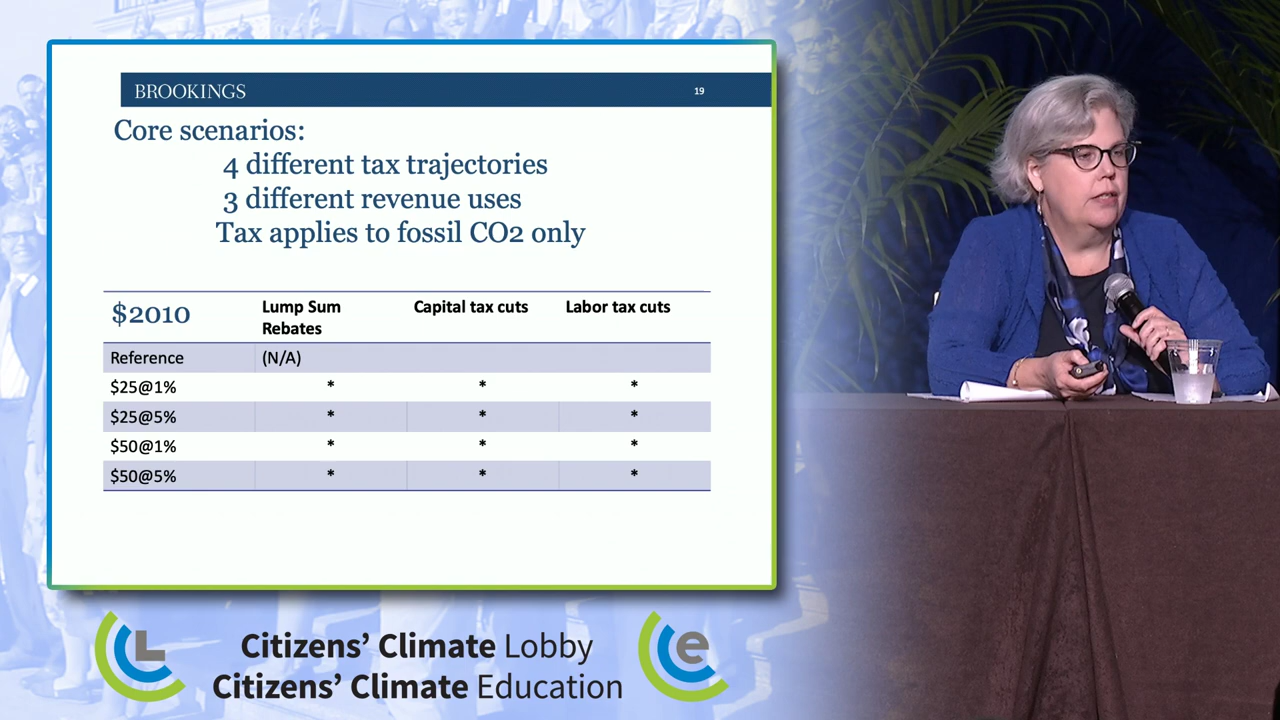 BROOKINGS 19
Core scenarios:
4 different tax trajectories
3 different revenue uses
Tax applies to fossil CO2 only
$2010 Lump Sum Rebates Capital tax cuts Labor tax cuts
Reference (N/A)
$25@1% * * *
$25@5% * * *
$50@1% * * *
$50@5% * * *
L e
Citizens’ Climate Lobby
Citizens’ Climate Education